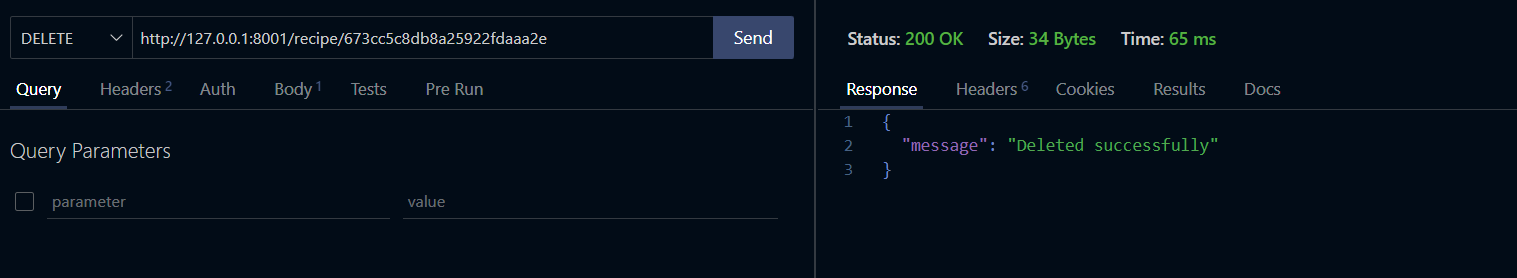 DELETE http://127.0.0.1:8001/recipe/673cc5c8db8a25922fdaaa2e Send
Query Headers 2 Auth Body 1 Tests Pre Run
Query Parameters
parameter value
Status: 200 OK Size: 34 Bytes Time: 65 ms
Response Headers 6 Cookies Results Docs
1 {
2 "message": "Deleted successfully"
3 }